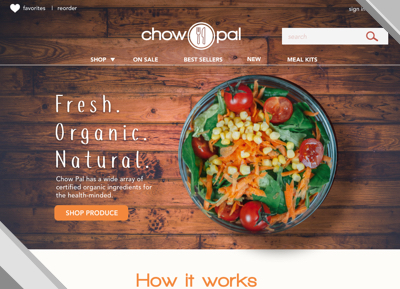 favorites | reorder
sign in
chow pal
search
SHOP ▼ ON SALE BEST SELLERS NEW MEAL KITS
Fresh.
Organic.
Natural.
Chow Pal has a wide array of
certified organic ingredients for
the health-minded.
SHOP PRODUCE
How it works